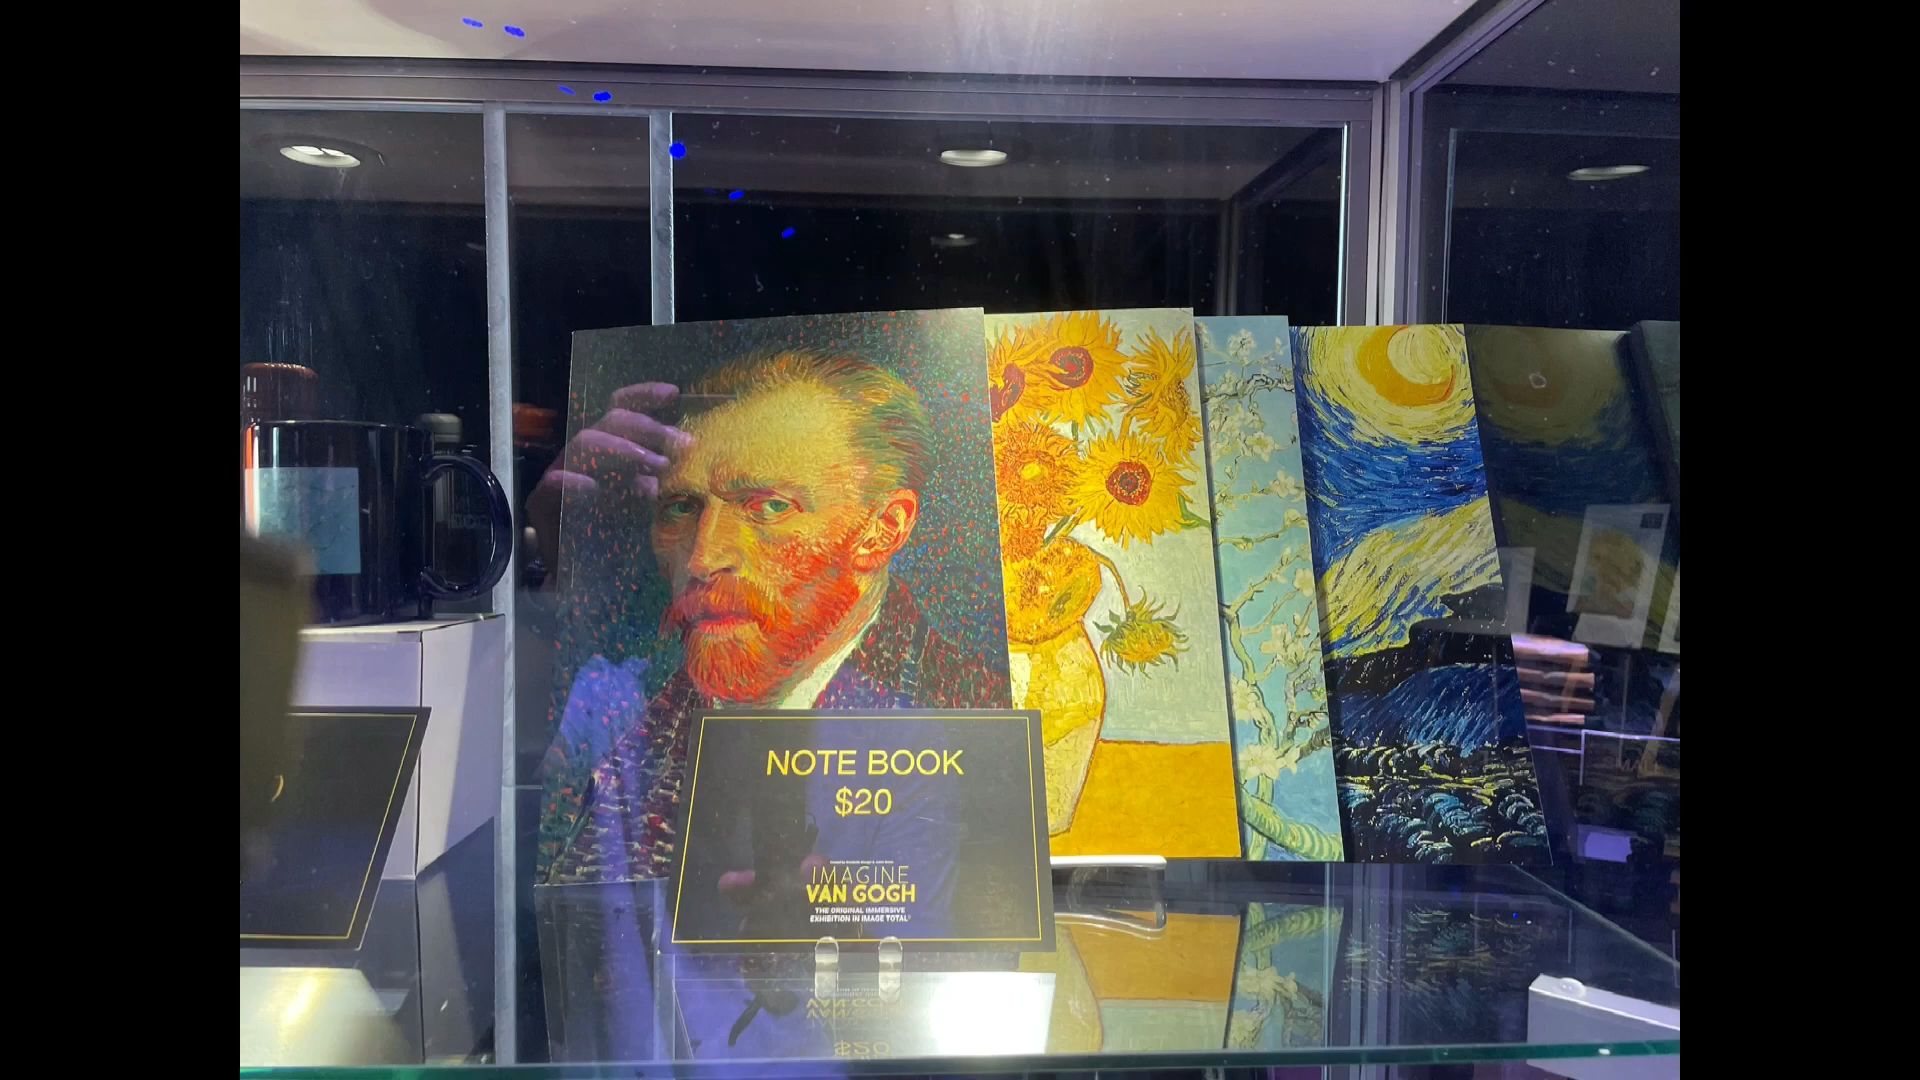 NOTE BOOK
$20
IMAGINE
VAN GOGH
THE ORIGINAL IMMERSIVE
EXHIBITION IN IMAGE TOTAL©